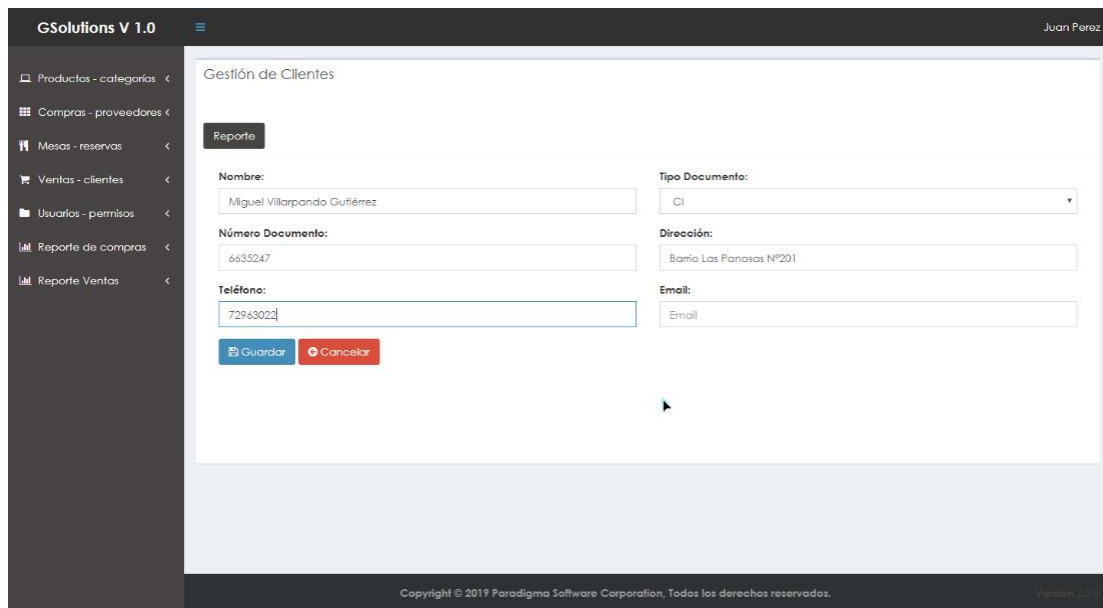 GSolutions V 1.0
Juan Perez
Productos - categorías
Compras - proveedores
Mesas - reservas
Ventas - clientes
Usuarios - permisos
Reporte de compras
Reporte Ventas
Gestión de Clientes
Reporte
Nombre:
Miguel Villarpando Gutiérrez
Tipo Documento:
CI
Número Documento:
6635247
Dirección:
Barrio Las Panosas Nº201
Teléfono:
72963022
Email:
Email
Guardar
Cancelar
Copyright © 2019 Paradigma Software Corporation, Todos los derechos reservados.
Version